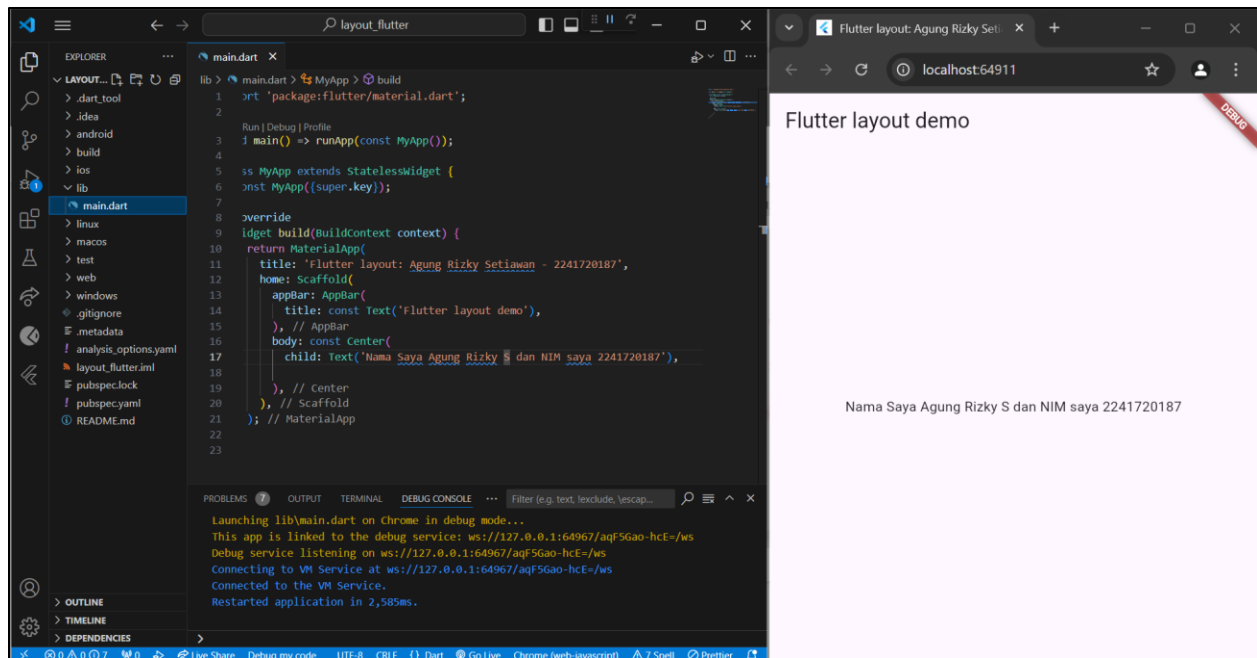 layout_flutter
EXPLORER
LAYOUT...
.dart_tool
.idea
android
build
ios
lib
main.dart
linux
macos
test
web
windows
.gitignore
.metadata
analysis_options.yaml
layout_flutter.iml
pubspec.lock
pubspec.yaml
README.md
OUTLINE
TIMELINE
DEPENDENCIES
main.dart
lib > main.dart > MyApp > build
1 ort 'package:flutter/material.dart';
2
Run | Debug | Profile
3 d main() => runApp(const MyApp());
4
5 ss MyApp extends StatelessWidget {
6 onst MyApp({super.key});
7
8 override
9 idget build(BuildContext context) {
10 return MaterialApp(
11 title: 'Flutter layout: Agung Rizky Setiawan - 2241720187',
12 home: Scaffold(
13 appBar: AppBar(
14 title: const Text('Flutter layout demo'),
15 ), // AppBar
16 body: const Center(
17 child: Text('Nama Saya Agung Rizky S dan NIM saya 2241720187'),
18
19 ), // Center
20 ), // Scaffold
21 ); // MaterialApp
22
23
PROBLEMS 7 OUTPUT TERMINAL DEBUG CONSOLE ... Filter (e.g. text, !exclude, \escap...
Launching lib\main.dart on Chrome in debug mode...
This app is linked to the debug service: ws://127.0.0.1:64967/aqF5Gao-hcE=/ws
Debug service listening on ws://127.0.0.1:64967/aqF5Gao-hcE=/ws
Connecting to VM Service at ws://127.0.0.1:64967/aqF5Gao-hcE=/ws
Connected to the VM Service.
Restarted application in 2,585ms.
0 0 7 0 Live Share Debug my code UTF-8 CRLF {} Dart Go Live Chrome (web-javascript) 7 Spell Prettier
Flutter layout: Agung Rizky Seti
localhost:64911
Flutter layout demo
DEBUG
Nama Saya Agung Rizky S dan NIM saya 2241720187